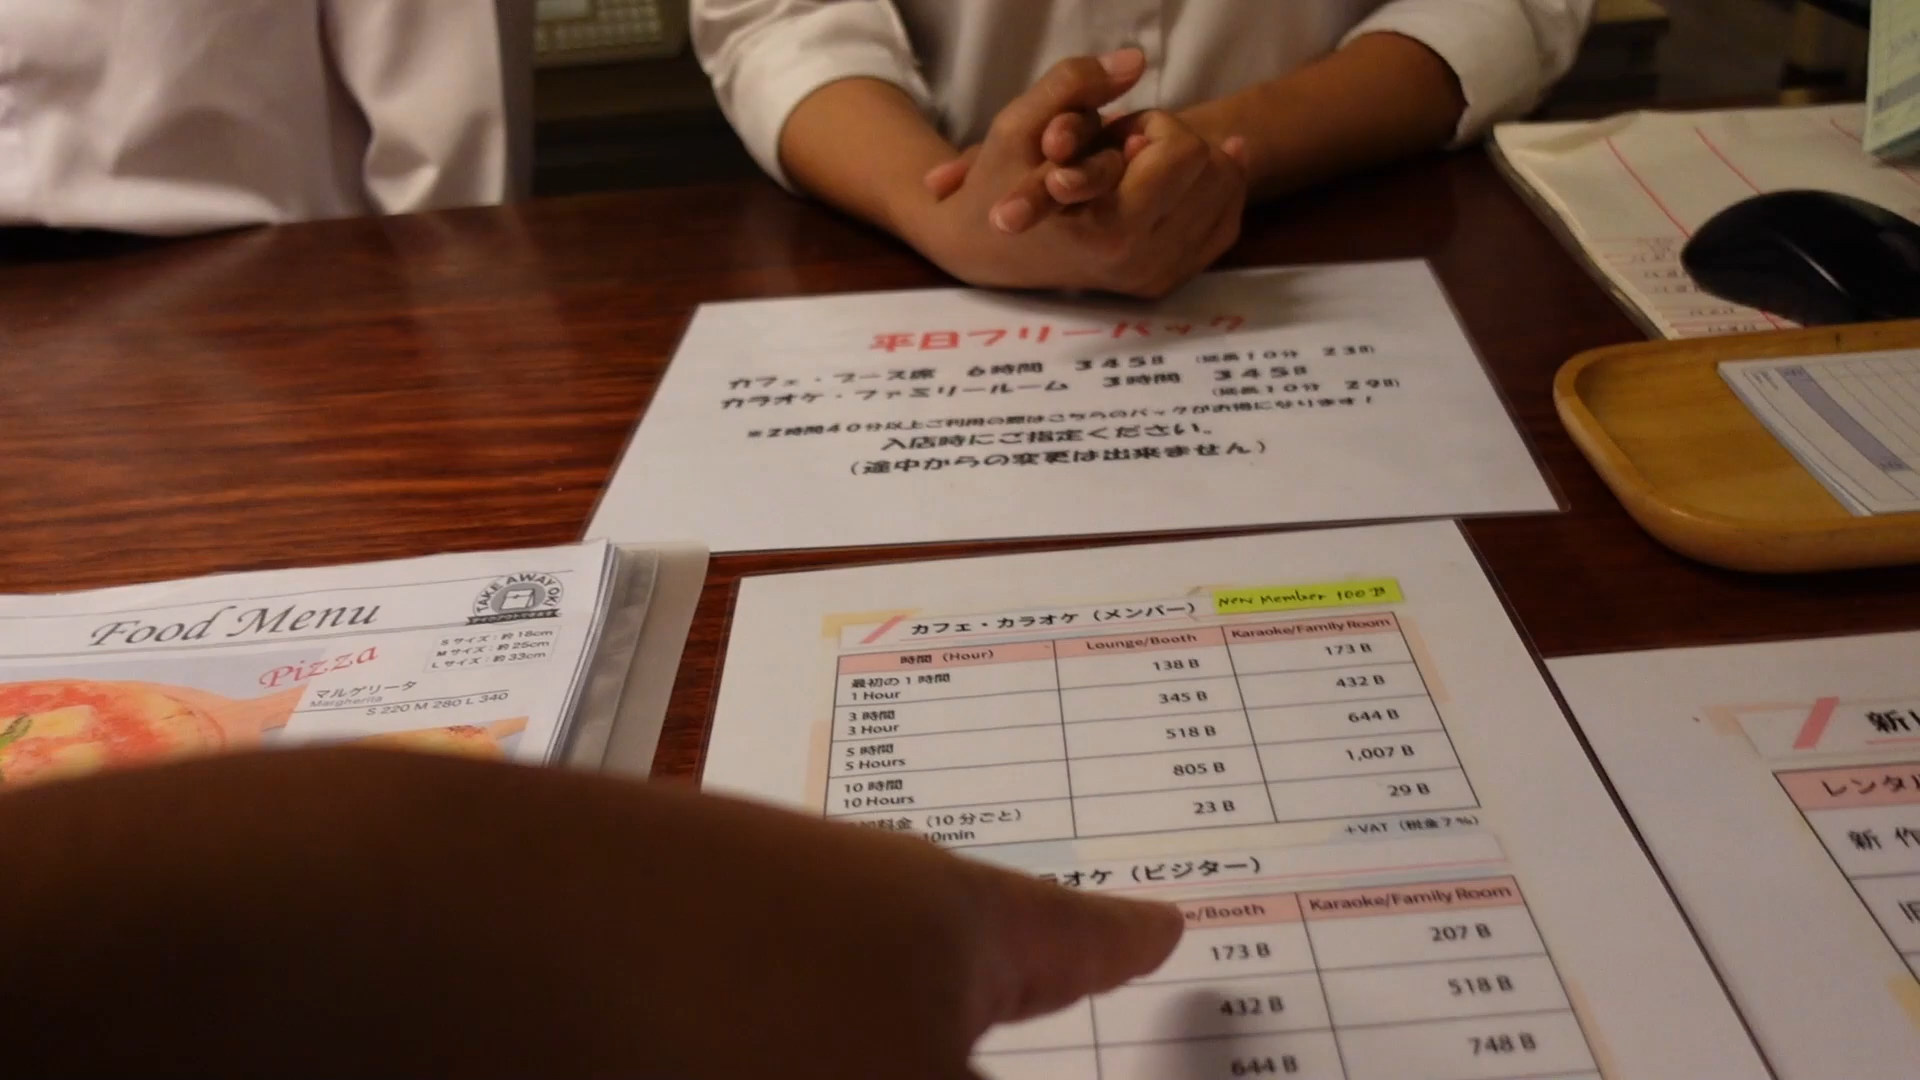 平日フリーパック
カフェ・ブース席 6時間 345B (延長10分 23B)
カラオケ・ファミリールーム 3時間 345B
(延長10分 29B)
※2時間40分以上ご利用の際はこちらのパックがお得になります!
入店時にご指定ください。
(途中からの変更は出来ません)
Food Menu
TAKE AWAY OK!
Pizza
Sサイズ:約18cm
Mサイズ:約25cm
Lサイズ:約33cm
マルゲリータ
Margherita
S 220 M 280 L 340
カフェ・カラオケ(メンバー)
New Member 100 B
時間 (Hour) Lounge/Booth Karaoke/Family Room
最初の1時間
1 Hour 138 B 173 B
3時間
3 Hour 345 B 432 B
5時間
5 Hours 518 B 644 B
10時間
10 Hours 805 B 1,007 B
料金 (10分ごと)
10min 23 B 29 B
+VAT (税金7%)
ラオケ(ビジター)
e/Booth Karaoke/Family Room
173 B 207 B
432 B 518 B
644 B 748 B
新
レンタル
新作